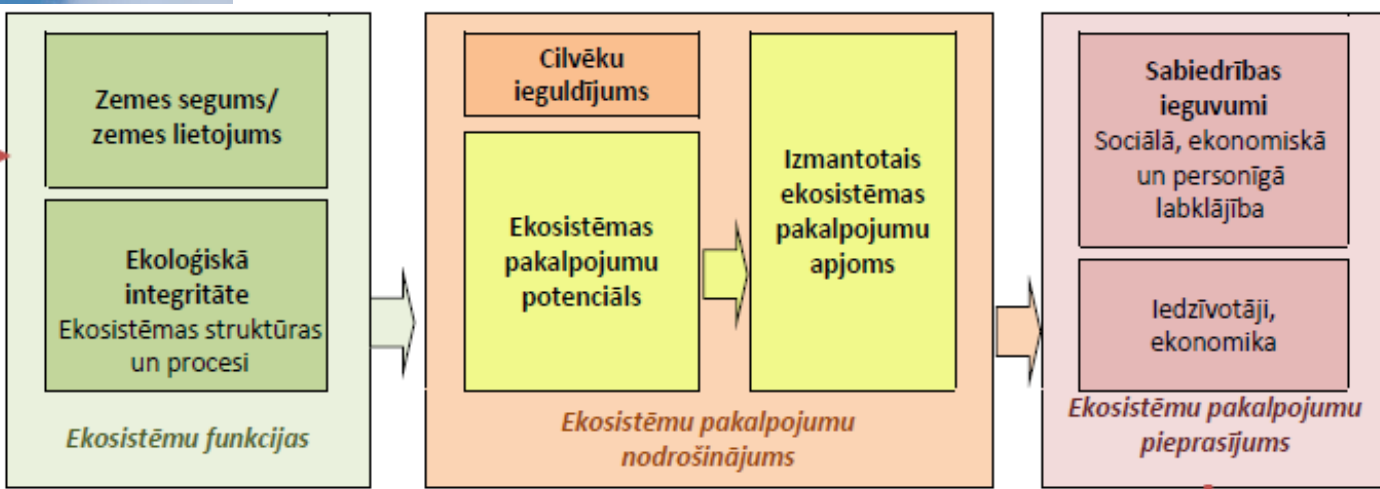 Zemes segums/
zemes lietojums
Ekoloģiskā
integritāte
Ekosistēmas struktūras
un procesi
Ekosistēmu funkcijas
Cilvēku
ieguldījums
Ekosistēmas
pakalpojumu
potenciāls
Izmantotais
ekosistēmas
pakalpojumu
apjoms
Ekosistēmu pakalpojumu
nodrošinājums
Sabiedrības
ieguvumi
Sociālā, ekonomiskā
un personīgā
labklājība
Iedzīvotāji,
ekonomika
Ekosistēmu pakalpojumu
pieprasījums